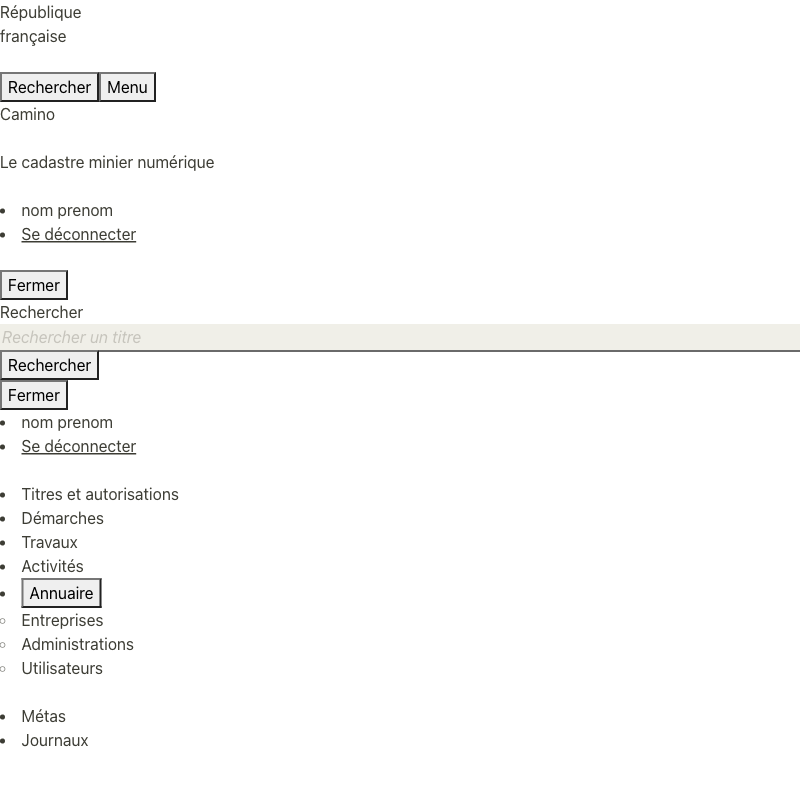 République
française
Rechercher Menu
Camino
Le cadastre minier numérique
nom prenom
Se déconnecter
Fermer
Rechercher
Rechercher un titre
Rechercher
Fermer
nom prenom
Se déconnecter
Titres et autorisations
Démarches
Travaux
Activités
Annuaire
Entreprises
Administrations
Utilisateurs
Métas
Journaux